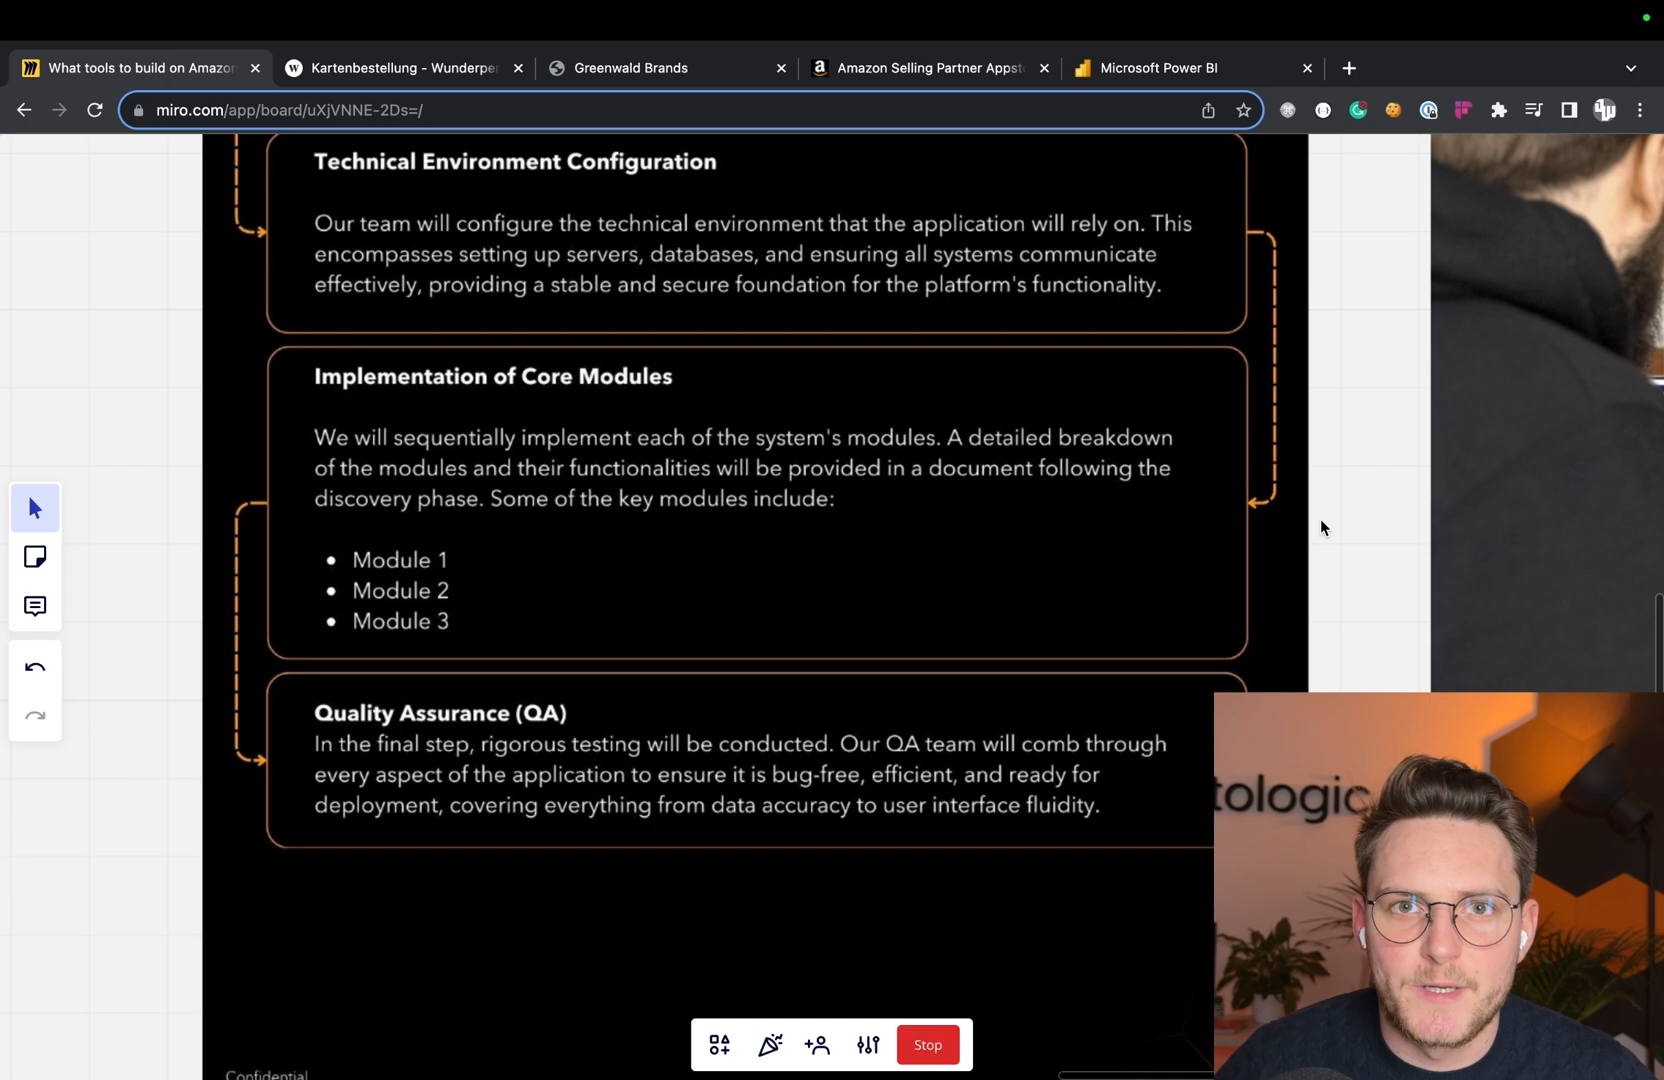 What tools to build on Amazon
Kartenbestellung - Wunderper
Greenwald Brands
Amazon Selling Partner Appsto
Microsoft Power BI
miro.com/app/board/uXjVNNE-2Ds=/
Technical Environment Configuration
Our team will configure the technical environment that the application will rely on. This
encompasses setting up servers, databases, and ensuring all systems communicate
effectively, providing a stable and secure foundation for the platform's functionality.
Implementation of Core Modules
We will sequentially implement each of the system's modules. A detailed breakdown
of the modules and their functionalities will be provided in a document following the
discovery phase. Some of the key modules include:
• Module 1
• Module 2
• Module 3
Quality Assurance (QA)
In the final step, rigorous testing will be conducted. Our QA team will comb through
every aspect of the application to ensure it is bug-free, efficient, and ready for
deployment, covering everything from data accuracy to user interface fluidity.
tologic
Stop
Confidential